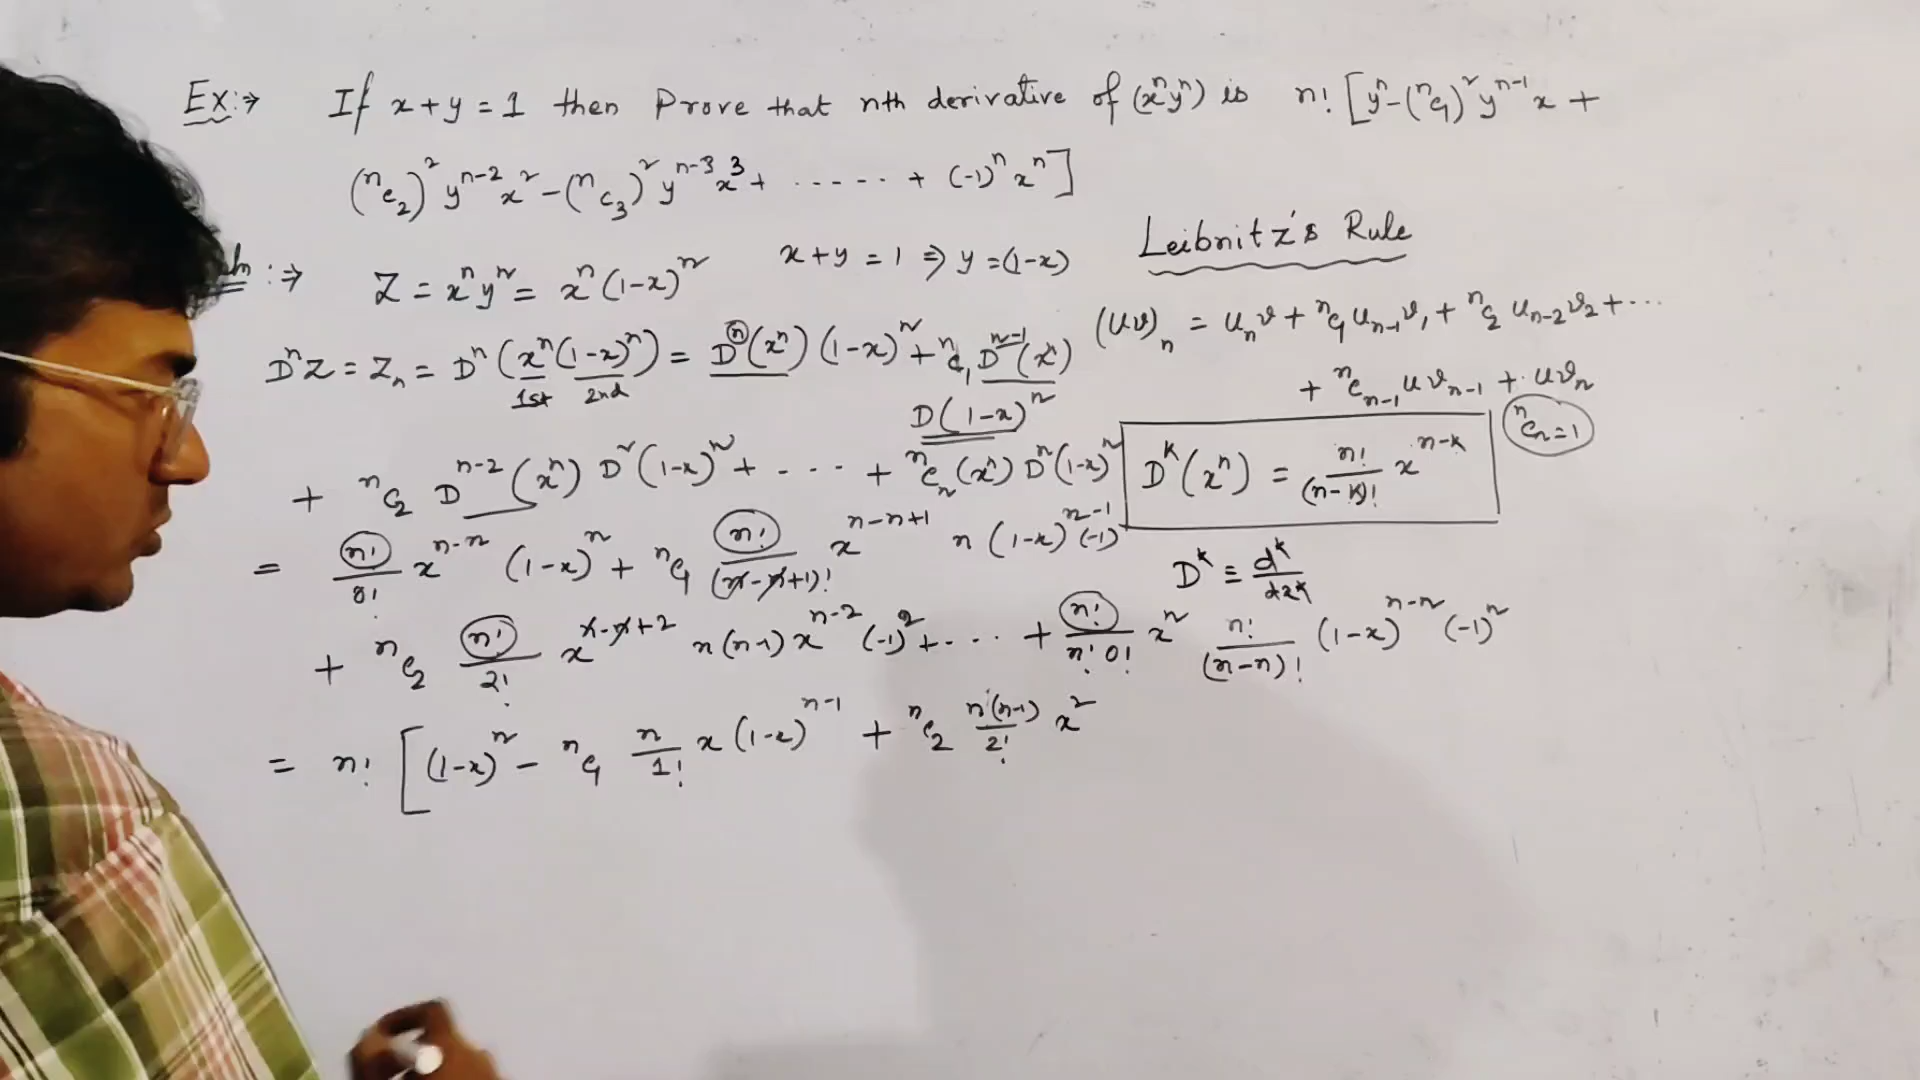 Ex:→ If x + y = 1 then Prove that nth derivative of (xⁿyⁿ) is n! [yⁿ − (ⁿC₁)² yⁿ⁻¹ x +
(ⁿC₂)² yⁿ⁻² x² − (ⁿC₃)² yⁿ⁻³ x³ + ...... + (-1)ⁿ xⁿ]
:→ Z = xⁿyⁿ = xⁿ(1-x)ⁿ x + y = 1 ⇒ y = (1-x)
Leibnitz's Rule
(uv)ₙ = uₙv + ⁿC₁ uₙ₋₁v₁ + ⁿC₂ uₙ₋₂v₂ + ...
+ ⁿCₙ₋₁ u vₙ₋₁ + uvₙ
ⁿCₙ = 1
DⁿZ = Zₙ = Dⁿ(xⁿ(1-x)ⁿ) = Dⁿ(xⁿ) (1-x)ⁿ + ⁿC₁ Dⁿ⁻¹(xⁿ)
1st 2nd
D(1-x)ⁿ
+ ⁿC₂ Dⁿ⁻²(xⁿ) D²(1-x)ⁿ + .... + ⁿCₙ (xⁿ) Dⁿ(1-x)ⁿ
Dᵏ(xⁿ) = n!/(n-k)! xⁿ⁻ᵏ
Dᵏ ≡ dᵏ/dxᵏ
= n!/0! xⁿ⁻ⁿ (1-x)ⁿ + ⁿC₁ n!/(n-n+1)! xⁿ⁻ⁿ⁺¹ n (1-x)ⁿ⁻¹ (-1)
+ ⁿC₂ n!/2! xⁿ⁻ⁿ⁺² n(n-1) xⁿ⁻² (-1)² + .... + n!/n!0! xⁿ n!/(n-n)! (1-x)ⁿ⁻ⁿ (-1)ⁿ
= n! [(1-x)ⁿ − ⁿC₁ n/1! x (1-x)ⁿ⁻¹ + ⁿC₂ n(n-1)/2! x²